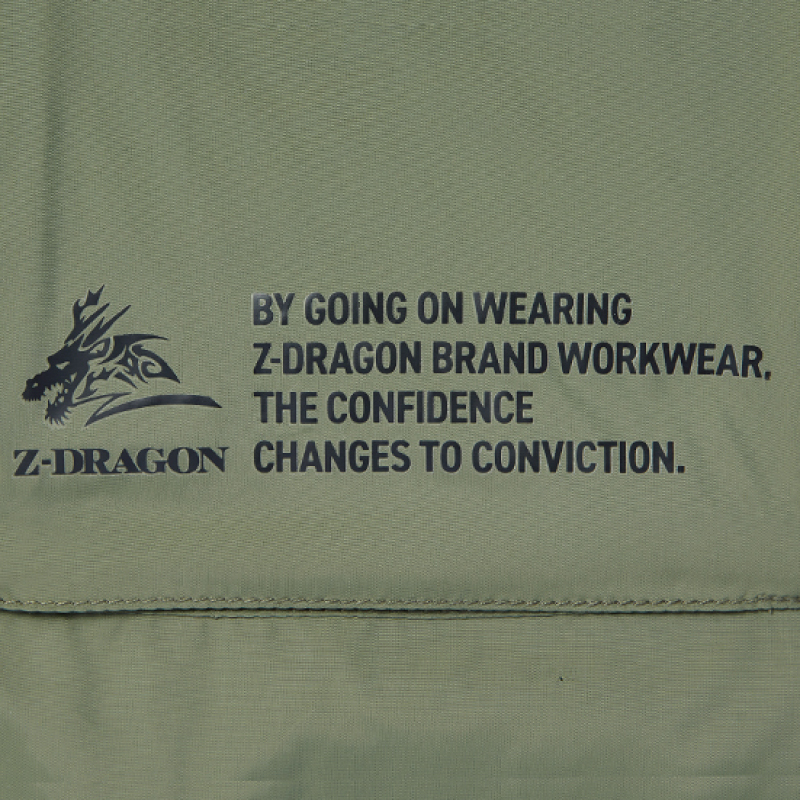 Z-DRAGON
BY GOING ON WEARING
Z-DRAGON BRAND WORKWEAR,
THE CONFIDENCE
CHANGES TO CONVICTION.